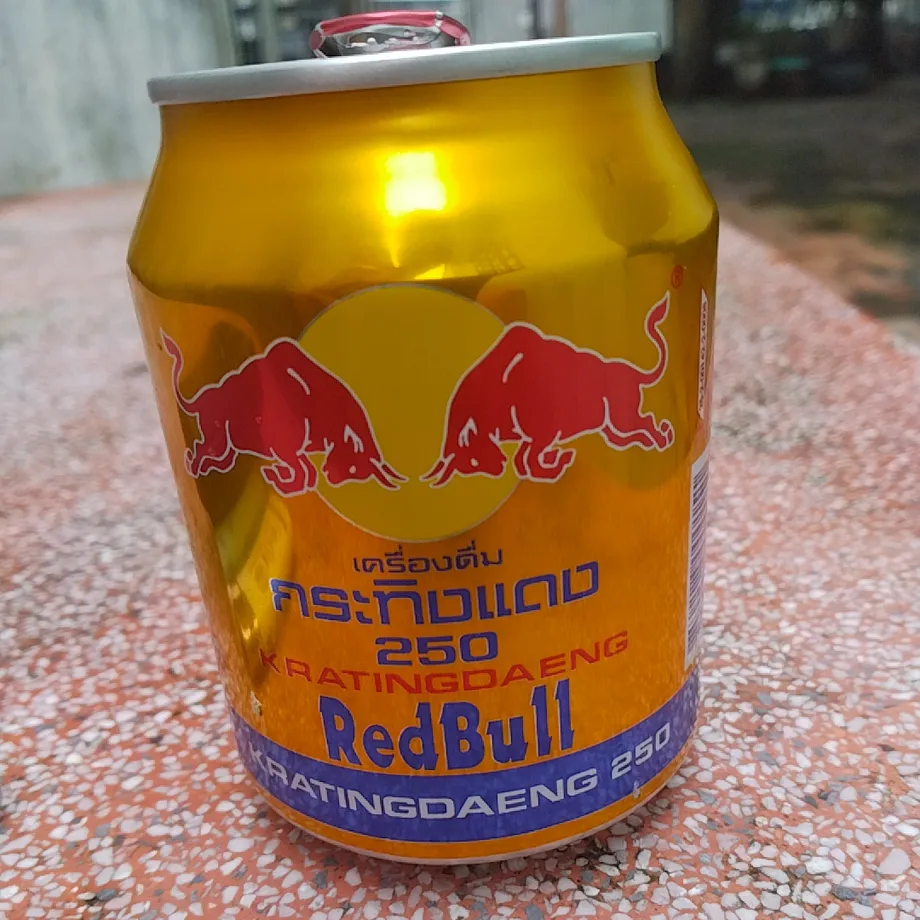 ®
เครื่องดื่ม
กระทิงแดง
250
KRATINGDAENG
RedBull
KRATINGDAENG 250